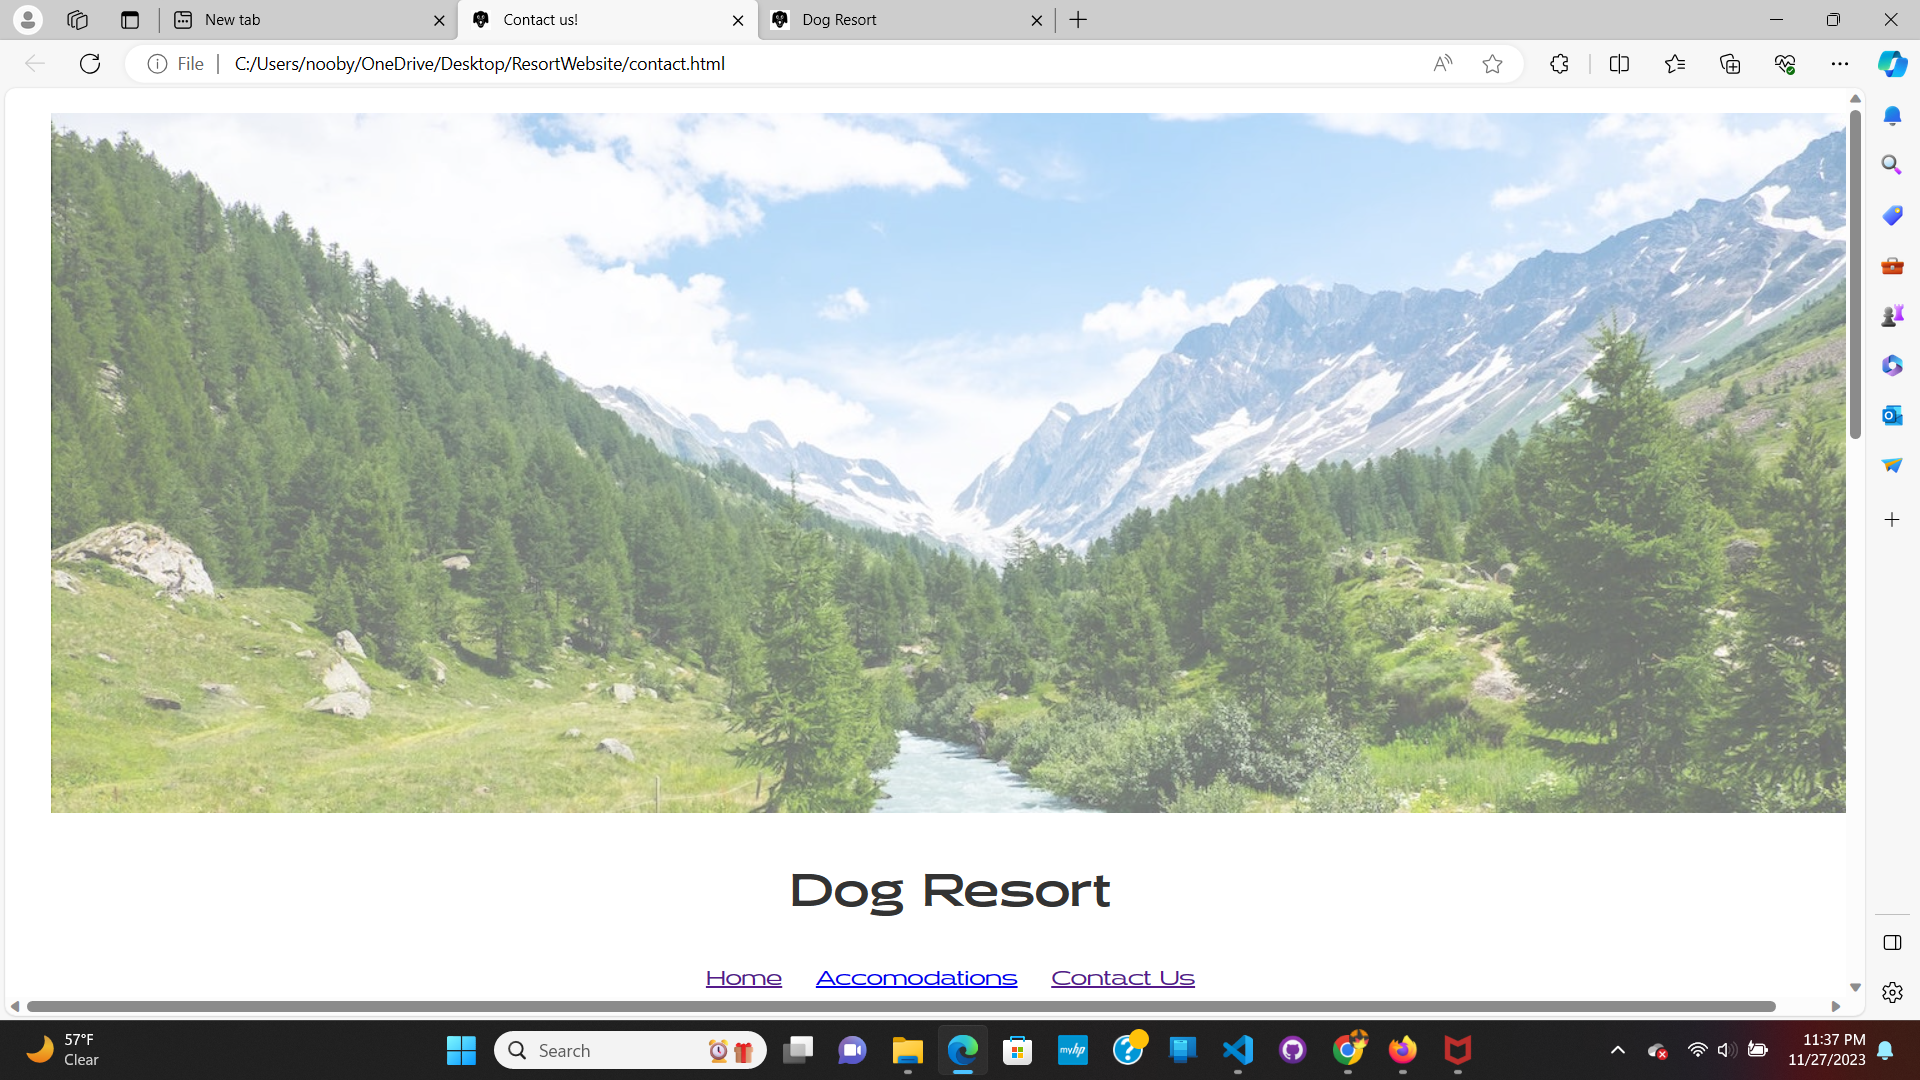 New tab
Contact us!
Dog Resort
File
C:/Users/nooby/OneDrive/Desktop/ResortWebsite/contact.html
Dog Resort
Home Accomodations Contact Us
57°F
Clear
Search
myhp
11:37 PM
11/27/2023